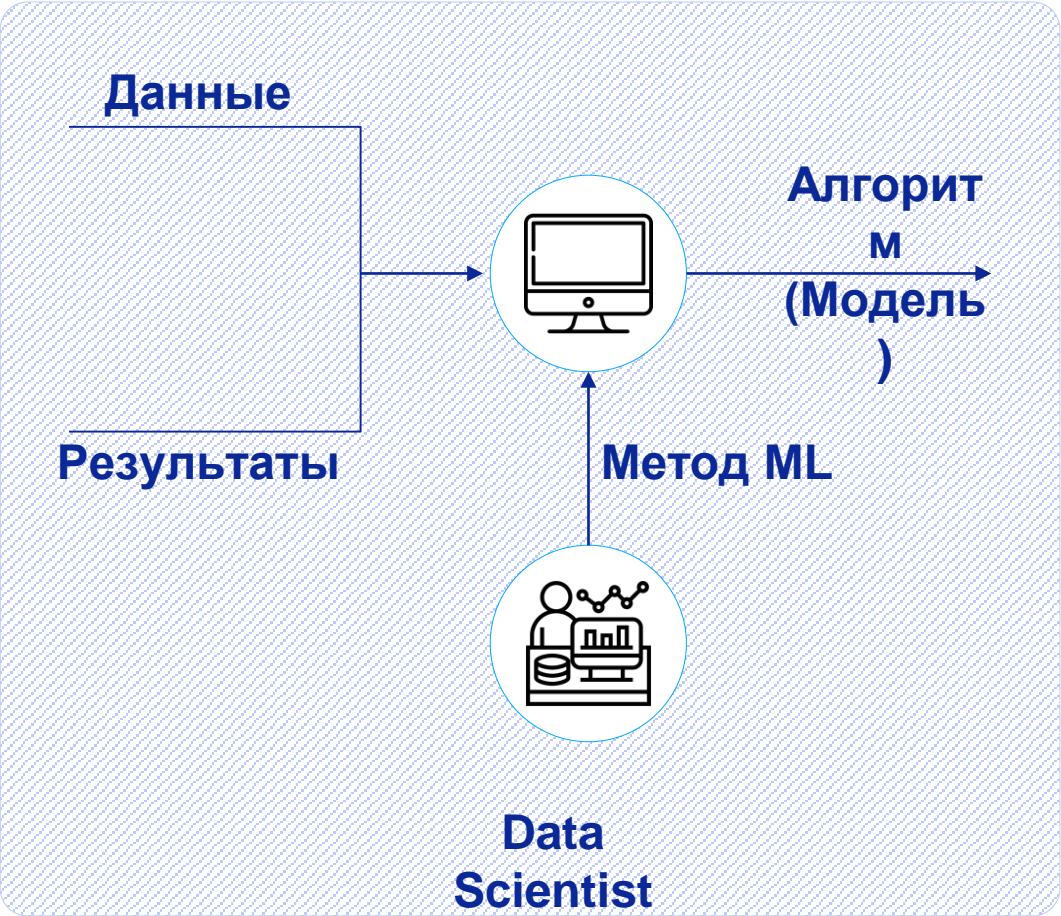 Данные
Алгорит
м
(Модель
)
Результаты
Метод ML
Data
Scientist